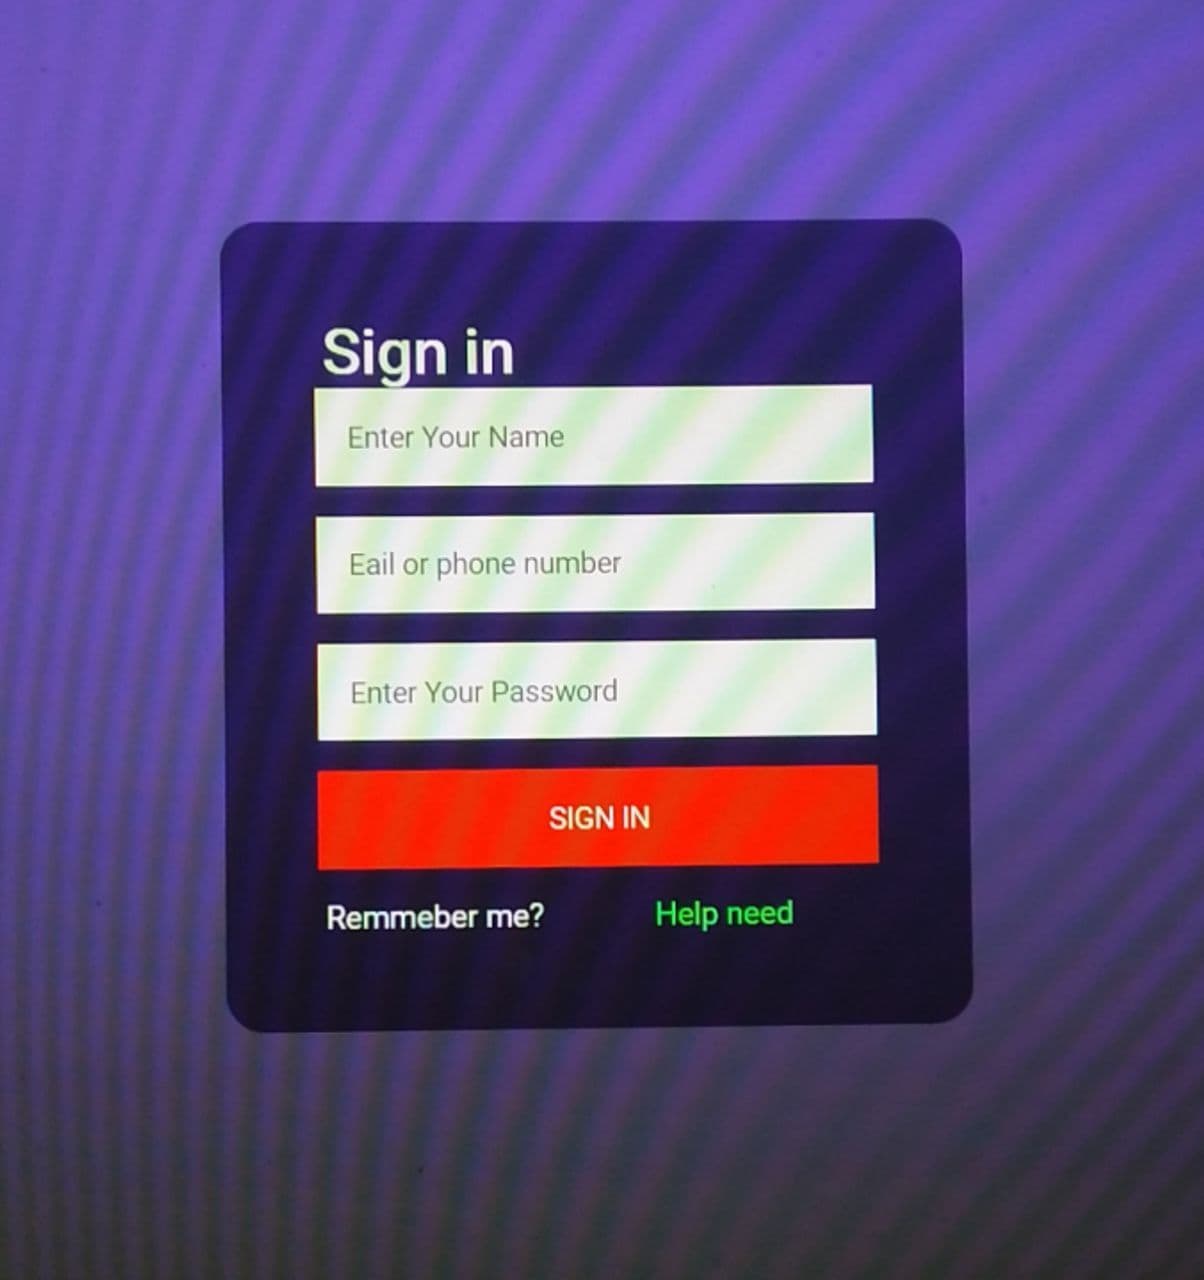 Sign in
Enter Your Name
Eail or phone number
Enter Your Password
SIGN IN
Remmeber me? Help need